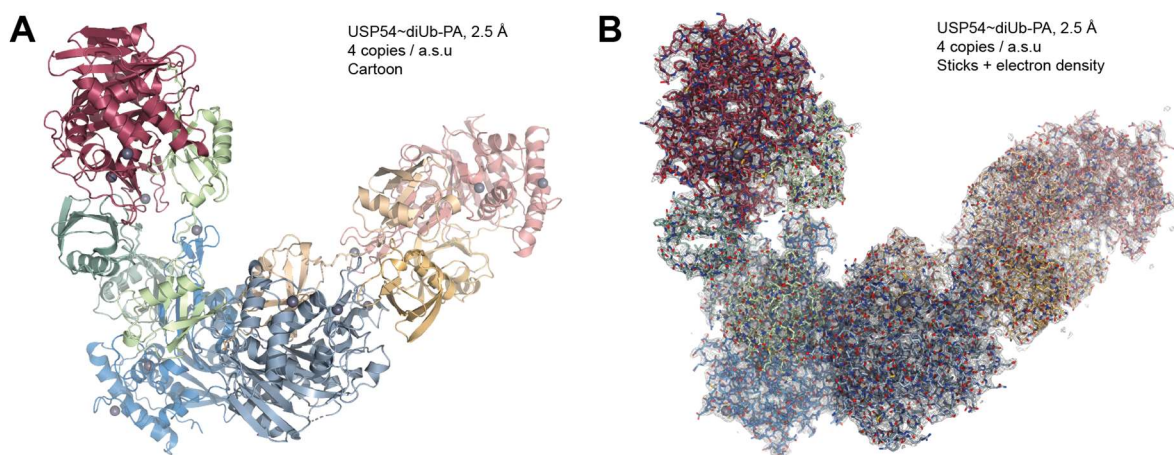 A
USP54~diUb-PA, 2.5 Å
4 copies / a.s.u
Cartoon
B
USP54~diUb-PA, 2.5 Å
4 copies / a.s.u
Sticks + electron density